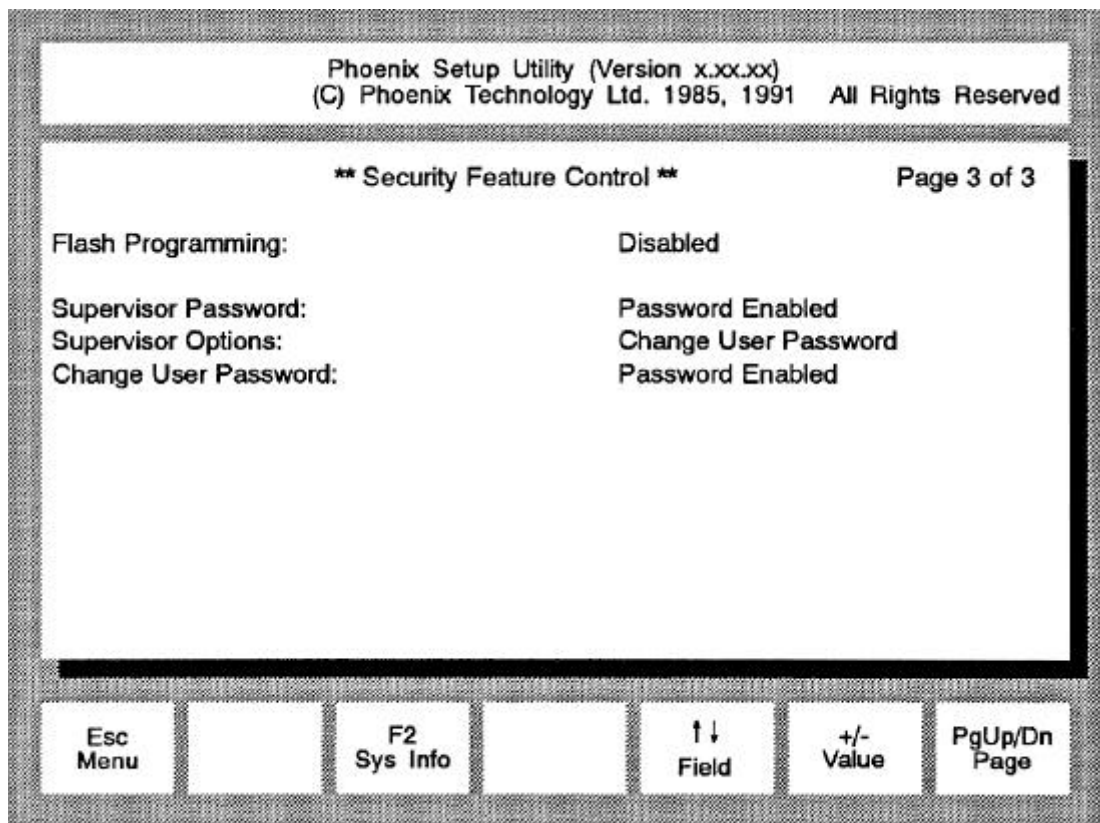 Phoenix Setup Utility (Version x.xx.xx)
(C) Phoenix Technology Ltd. 1985, 1991 All Rights Reserved
** Security Feature Control ** Page 3 of 3
Flash Programming: Disabled
Supervisor Password: Password Enabled
Supervisor Options: Change User Password
Change User Password: Password Enabled
Esc
Menu
F2
Sys Info
↑↓
Field
+/-
Value
PgUp/Dn
Page